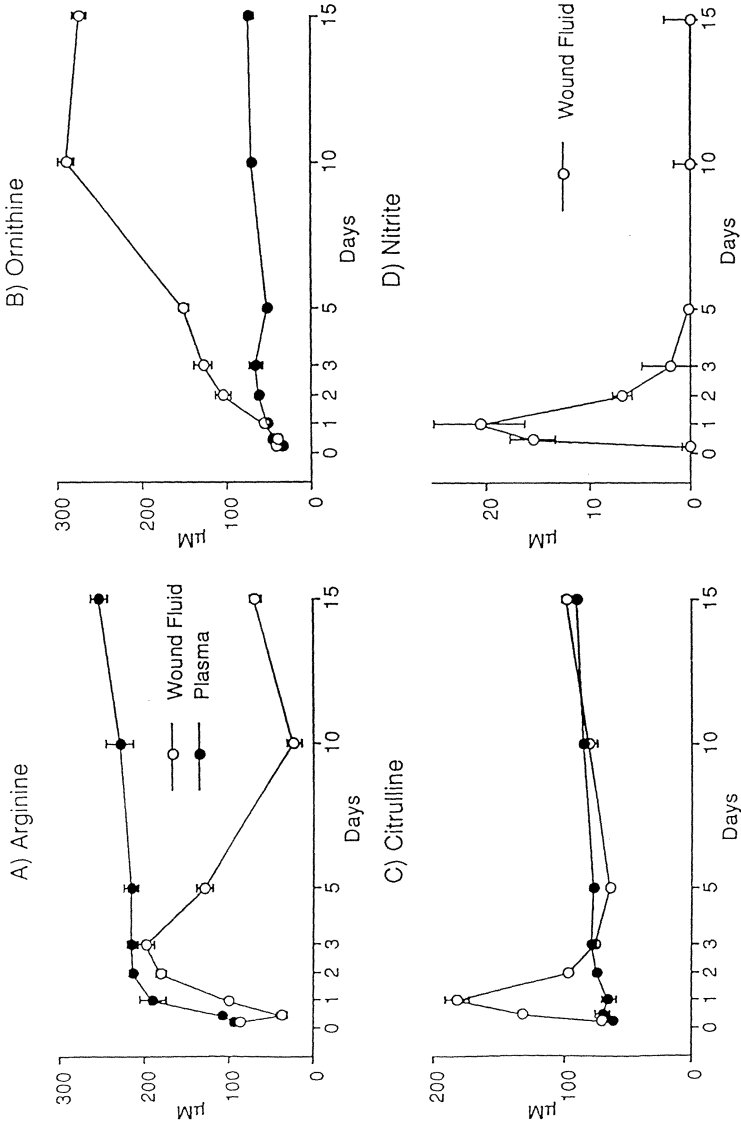 A) Arginine
300
200
100
0
µM
0
1
2
3
5
10
15
Days
Wound Fluid
Plasma
B) Ornithine
300
200
100
0
µM
0
1
2
3
5
10
15
Days
C) Citrulline
200
100
0
µM
0
1
2
3
5
10
15
Days
D) Nitrite
20
10
0
µM
0
1
2
3
5
10
15
Days
Wound Fluid